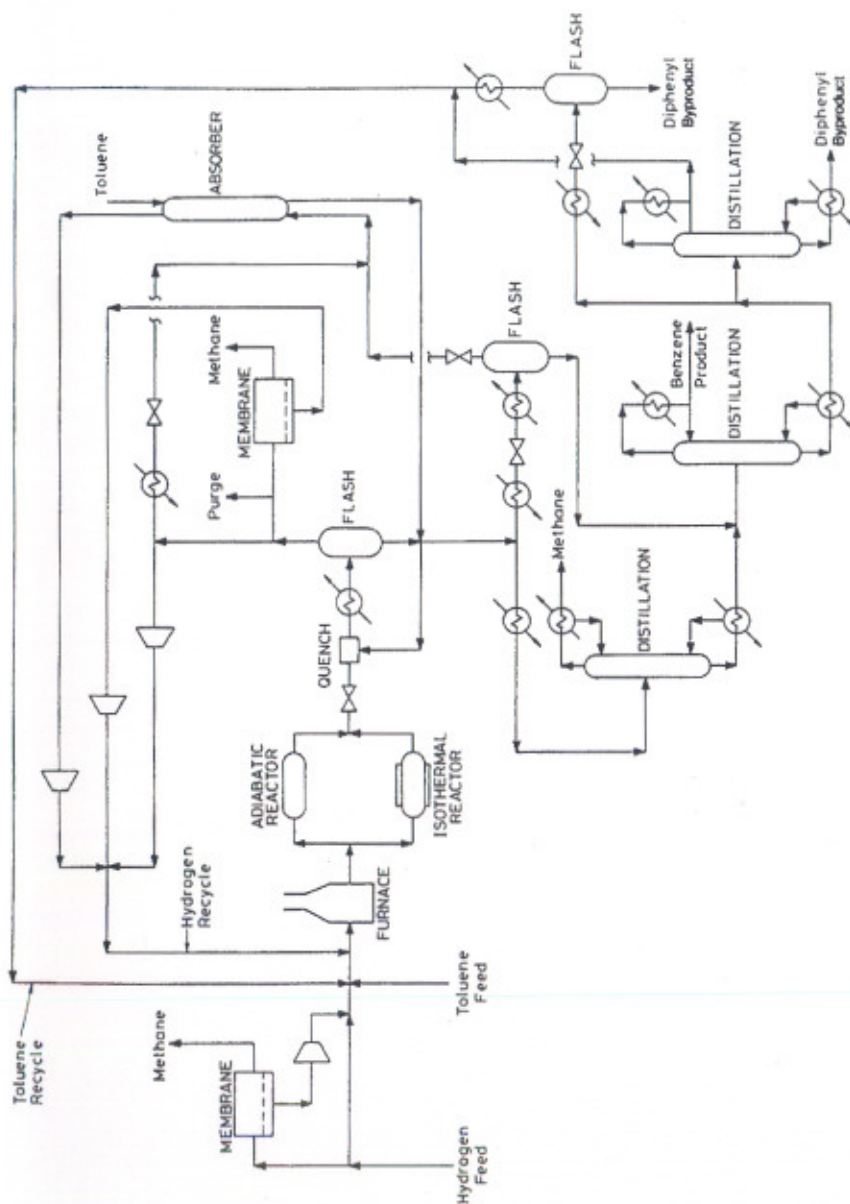 Toluene
Recycle
Methane
MEMBRANE
Hydrogen
Feed
Toluene
Feed
Hydrogen
Recycle
FURNACE
ADIABATIC
REACTOR
ISOTHERMAL
REACTOR
QUENCH
FLASH
Purge
MEMBRANE
Methane
Toluene
ABSORBER
Methane
DISTILLATION
FLASH
Benzene
Product
DISTILLATION
DISTILLATION
FLASH
Diphenyl
Byproduct
Diphenyl
Byproduct